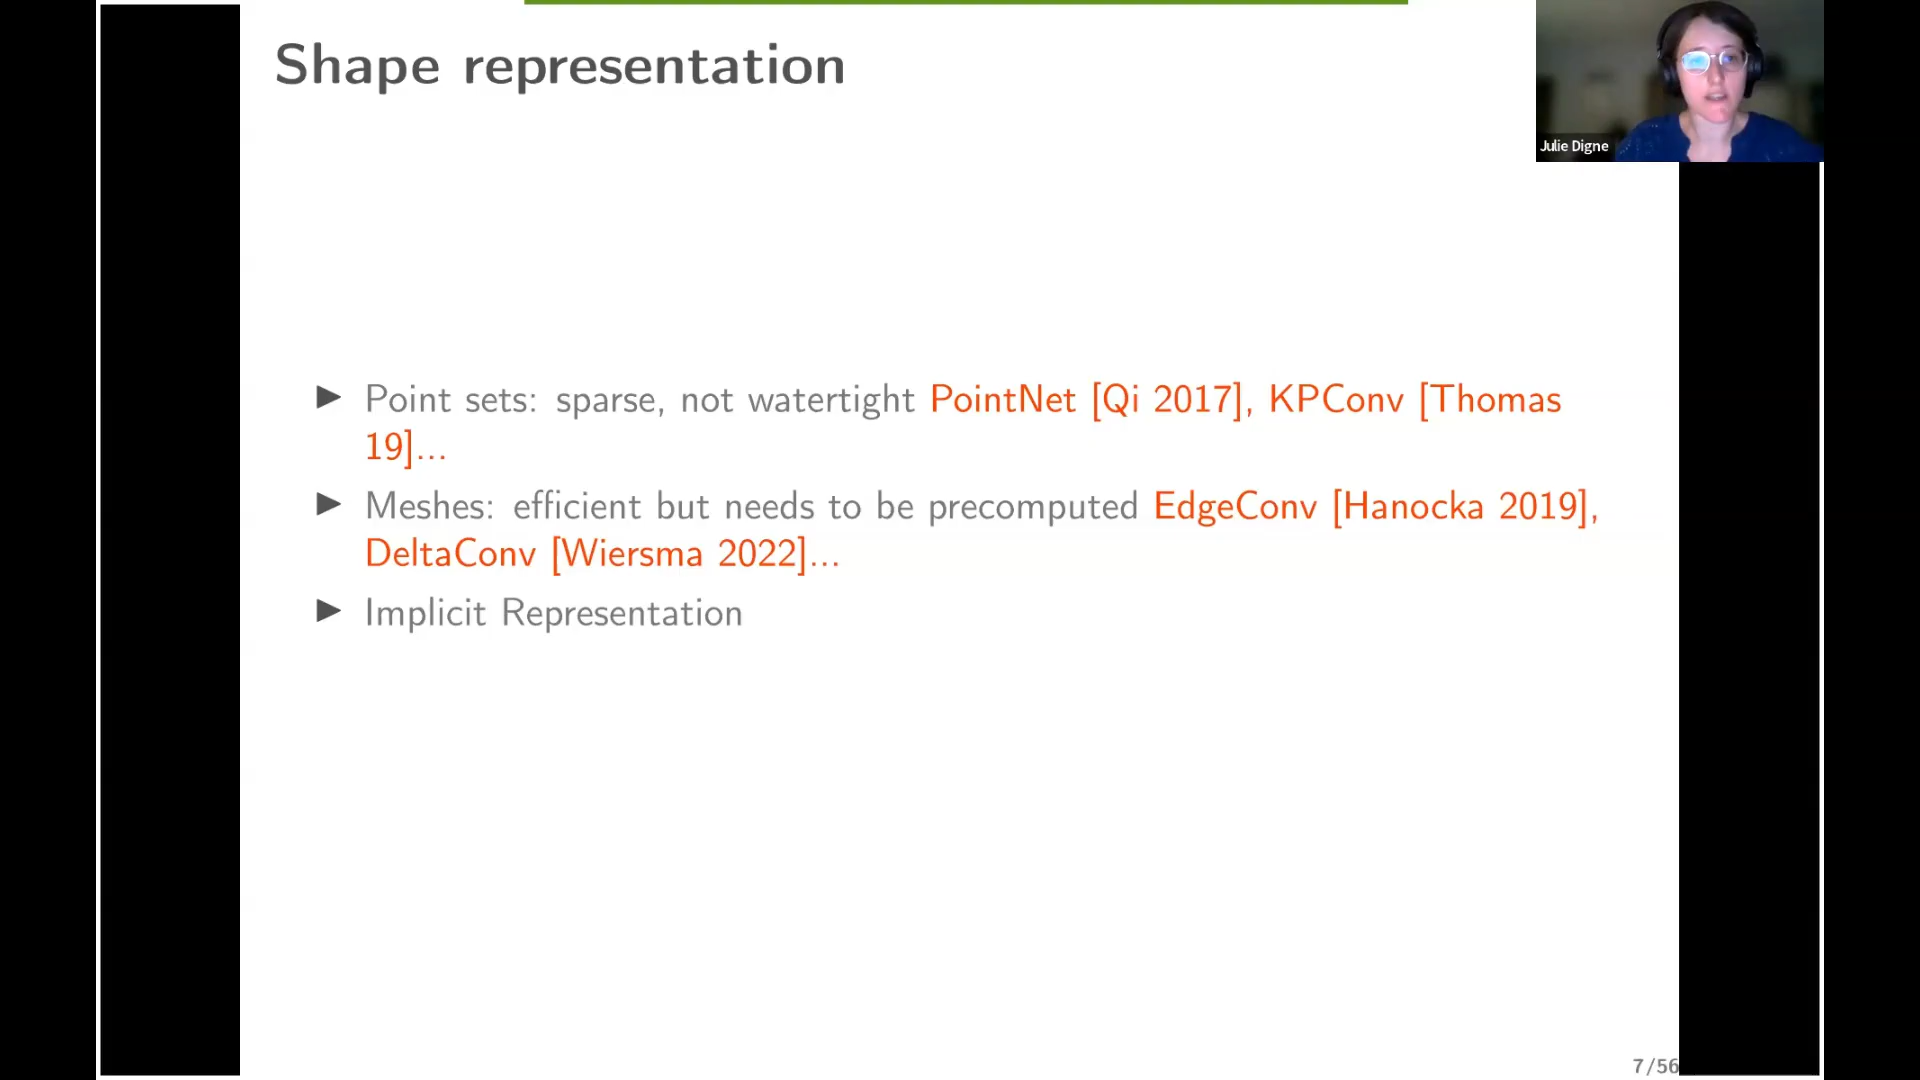 Shape representation
Julie Digne
▶ Point sets: sparse, not watertight PointNet [Qi 2017], KPConv [Thomas
19]...
▶ Meshes: efficient but needs to be precomputed EdgeConv [Hanocka 2019],
DeltaConv [Wiersma 2022]...
▶ Implicit Representation
7/56